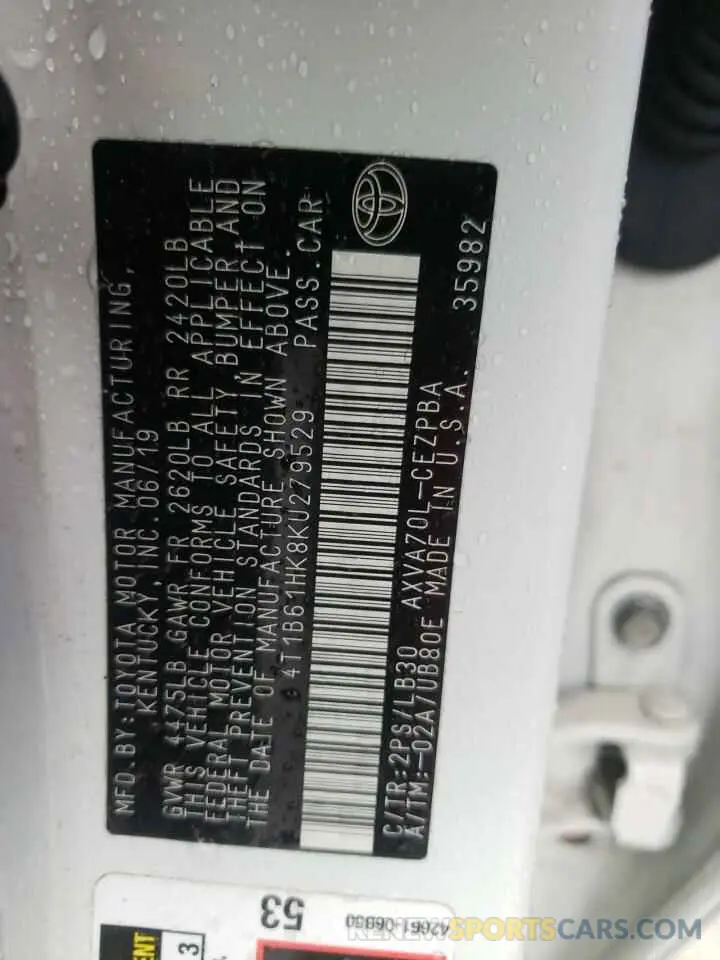 MFD.BY:TOYOTA MOTOR MANUFACTURING,
KENTUCKY, INC. 06/19
GVWR 4475LB GAWR FR 2620LB RR 2420LB
THIS VEHICLE CONFORMS TO ALL APPLICABLE
FEDERAL MOTOR VEHICLE SAFETY, BUMPER AND
THEFT PREVENTION STANDARDS IN EFFECT ON
THE DATE OF MANUFACTURE SHOWN ABOVE.
4T1B61HK8KU279529 PASS.CAR
C/TR:2PS/LB30 AXVA70L-CEZPBA
A/TM:-02A/UB80E MADE IN U.S.A. 35982
53
3
RENEWSPORTSCARS.COM